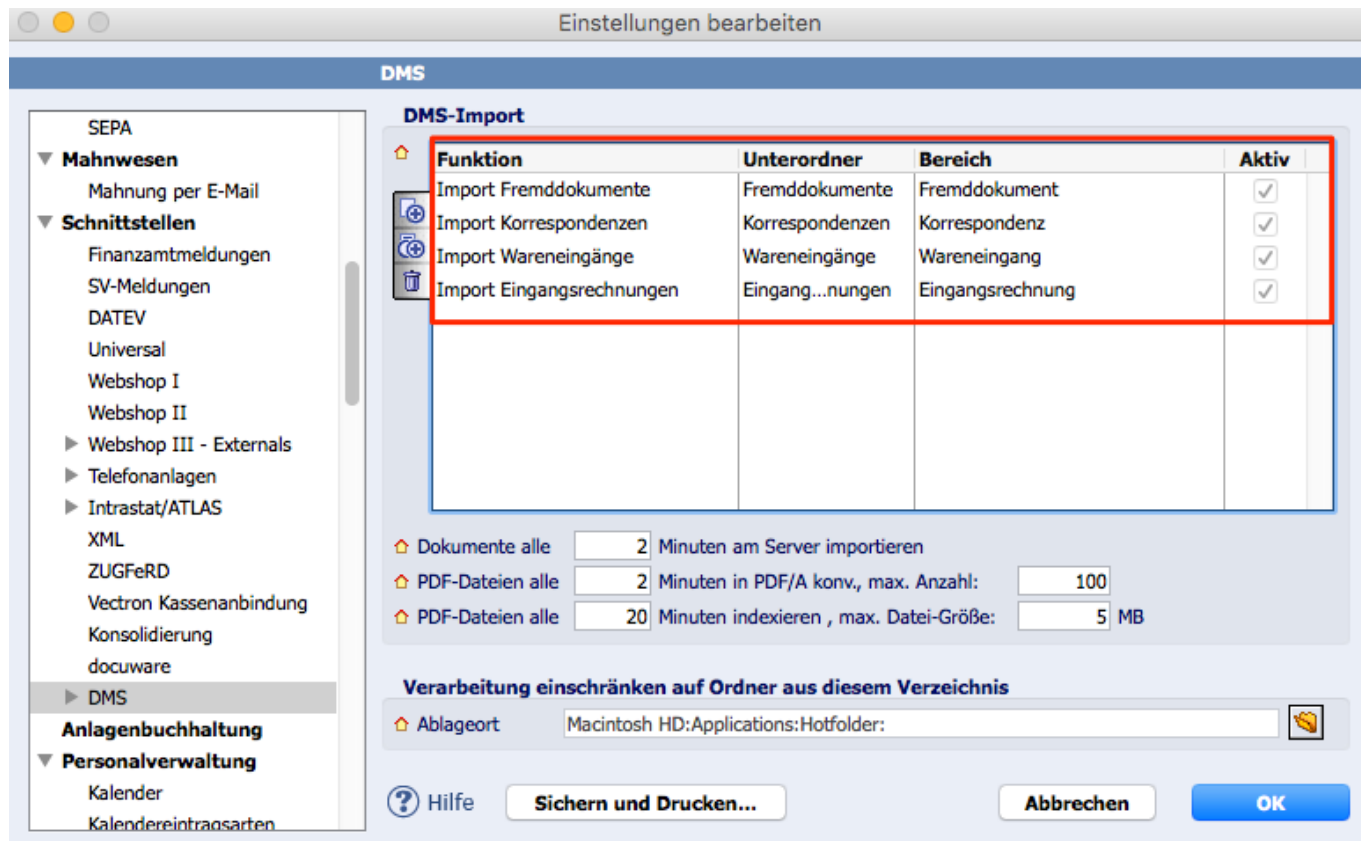 Einstellungen bearbeiten
DMS
SEPA
Mahnwesen
Mahnung per E-Mail
Schnittstellen
Finanzamtmeldungen
SV-Meldungen
DATEV
Universal
Webshop I
Webshop II
Webshop III - Externals
Telefonanlagen
Intrastat/ATLAS
XML
ZUGFeRD
Vectron Kassenanbindung
Konsolidierung
docuware
DMS
Anlagenbuchhaltung
Personalverwaltung
Kalender
Kalendereintragsarten
DMS-Import
Funktion Unterordner Bereich Aktiv
Import Fremddokumente Fremddokumente Fremddokument
Import Korrespondenzen Korrespondenzen Korrespondenz
Import Wareneingänge Wareneingänge Wareneingang
Import Eingangsrechnungen Eingang...nungen Eingangsrechnung
Dokumente alle 2 Minuten am Server importieren
PDF-Dateien alle 2 Minuten in PDF/A konv., max. Anzahl: 100
PDF-Dateien alle 20 Minuten indexieren , max. Datei-Größe: 5 MB
Verarbeitung einschränken auf Ordner aus diesem Verzeichnis
Ablageort Macintosh HD:Applications:Hotfolder:
? Hilfe Sichern und Drucken... Abbrechen OK